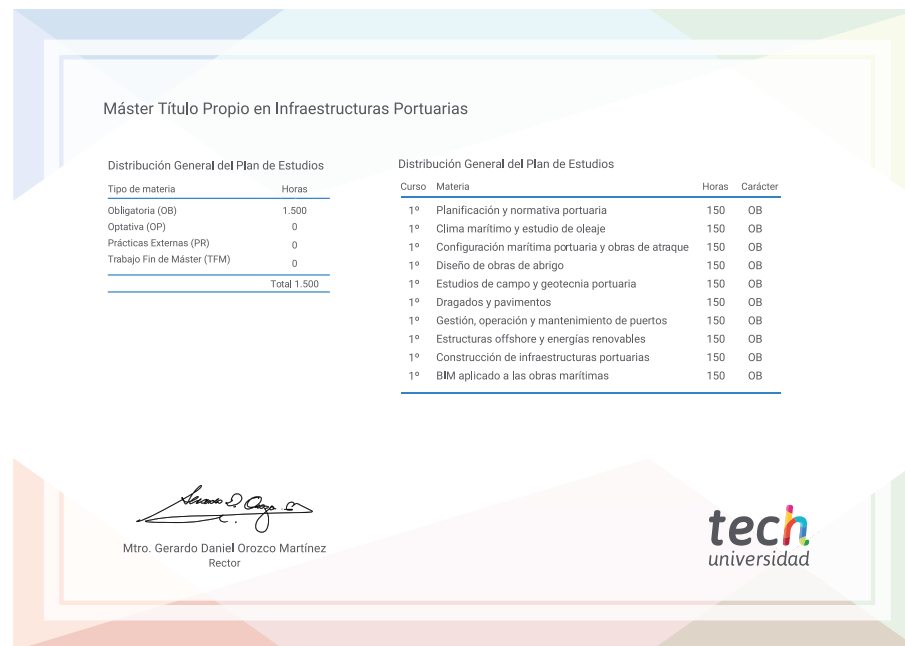 Máster Título Propio en Infraestructuras Portuarias
Distribución General del Plan de Estudios
Tipo de materia Horas
Obligatoria (OB) 1.500
Optativa (OP) 0
Prácticas Externas (PR) 0
Trabajo Fin de Máster (TFM) 0
Total 1.500
Distribución General del Plan de Estudios
Curso Materia Horas Carácter
1º Planificación y normativa portuaria 150 OB
1º Clima marítimo y estudio de oleaje 150 OB
1º Configuración marítima portuaria y obras de atraque 150 OB
1º Diseño de obras de abrigo 150 OB
1º Estudios de campo y geotecnia portuaria 150 OB
1º Dragados y pavimentos 150 OB
1º Gestión, operación y mantenimiento de puertos 150 OB
1º Estructuras offshore y energías renovables 150 OB
1º Construcción de infraestructuras portuarias 150 OB
1º BIM aplicado a las obras marítimas 150 OB
Mtro. Gerardo Daniel Orozco Martínez
Rector
tech
universidad